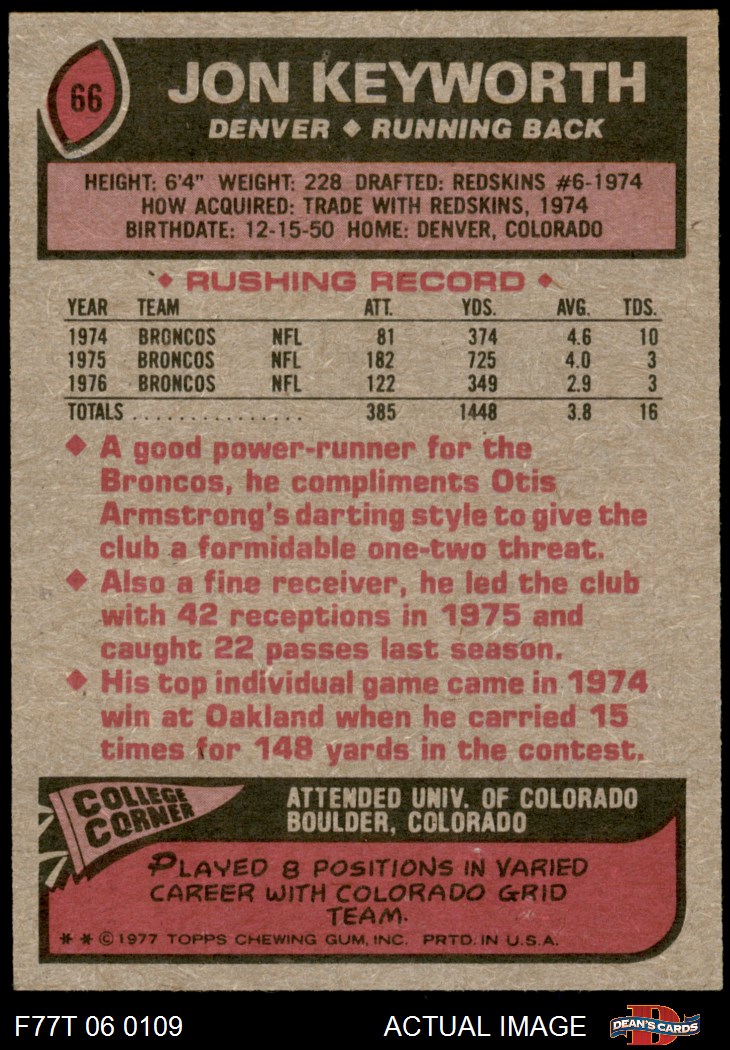 66
JON KEYWORTH
DENVER ◆ RUNNING BACK
HEIGHT: 6'4" WEIGHT: 228 DRAFTED: REDSKINS #6-1974
HOW ACQUIRED: TRADE WITH REDSKINS, 1974
BIRTHDATE: 12-15-50 HOME: DENVER, COLORADO
◆ RUSHING RECORD ◆
YEAR TEAM ATT. YDS. AVG. TDS.
1974 BRONCOS NFL 81 374 4.6 10
1975 BRONCOS NFL 182 725 4.0 3
1976 BRONCOS NFL 122 349 2.9 3
TOTALS ................ 385 1448 3.8 16
◆ A good power-runner for the
Broncos, he compliments Otis
Armstrong's darting style to give the
club a formidable one-two threat.
◆ Also a fine receiver, he led the club
with 42 receptions in 1975 and
caught 22 passes last season.
◆ His top individual game came in 1974
win at Oakland when he carried 15
times for 148 yards in the contest.
COLLEGE
CORNER
ATTENDED UNIV. OF COLORADO
BOULDER, COLORADO
PLAYED 8 POSITIONS IN VARIED
CAREER WITH COLORADO GRID
TEAM.
* * © 1977 TOPPS CHEWING GUM, INC. PRTD. IN U.S.A.
F77T 06 0109 ACTUAL IMAGE DEAN'S CARDS